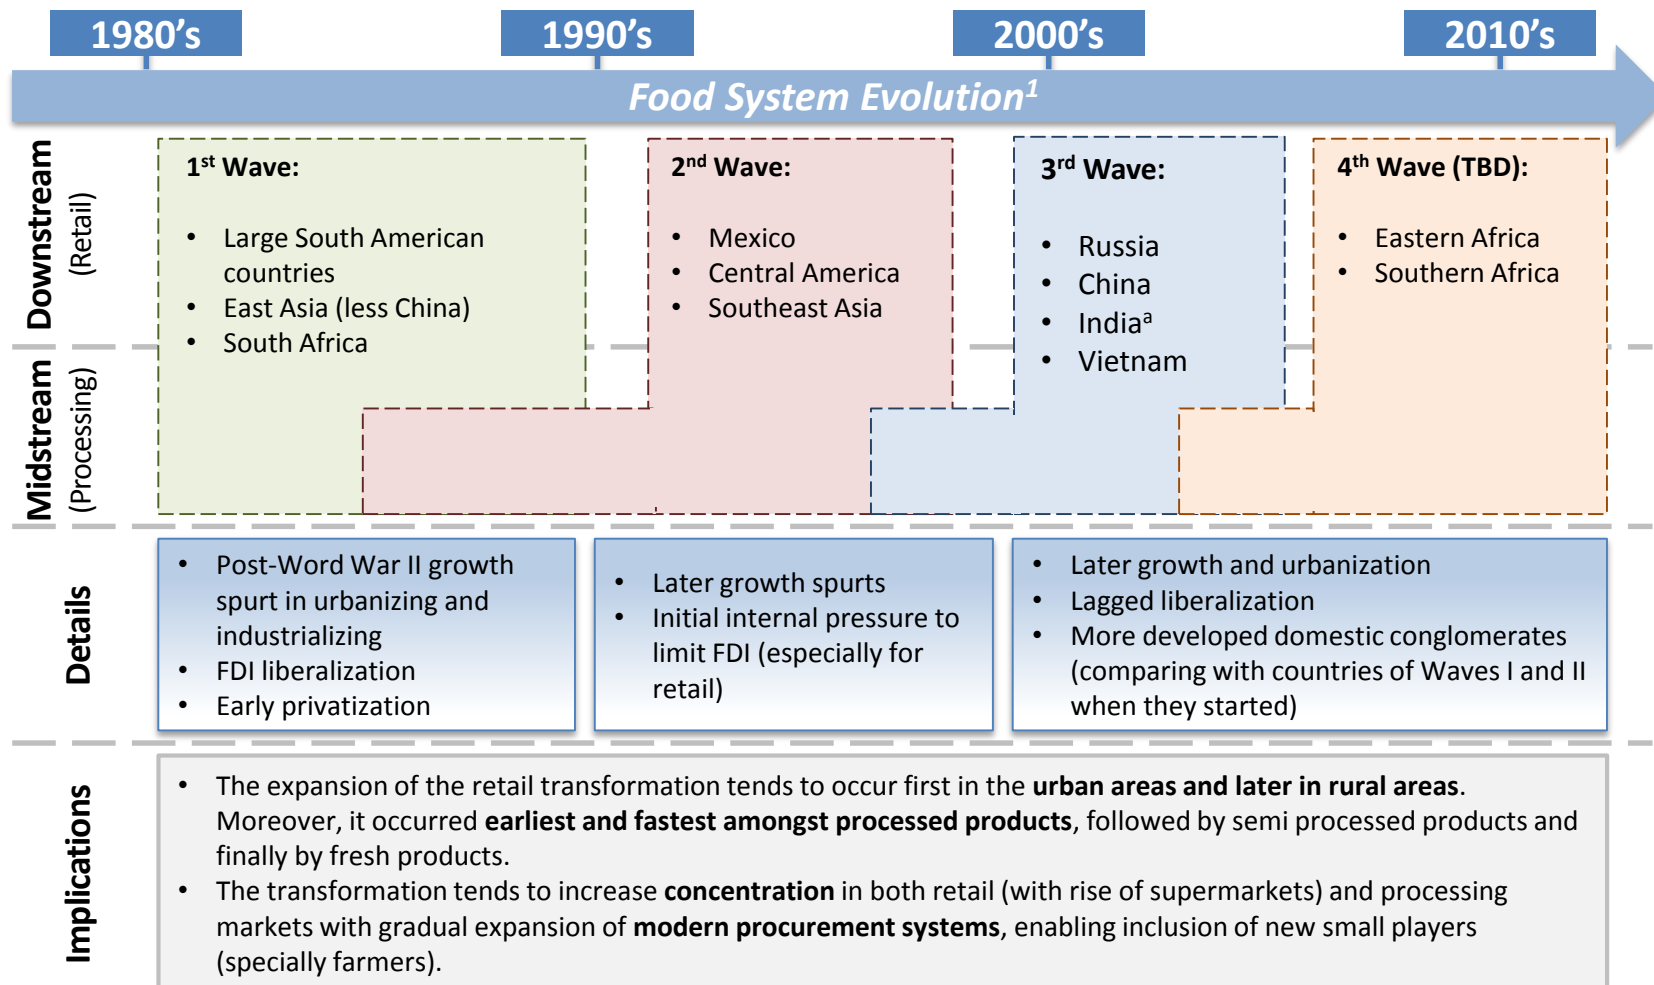 1980's
1990's
2000's
2010's
Food System Evolution¹
Downstream
(Retail)
1st Wave:
• Large South American
countries
• East Asia (less China)
• South Africa
2nd Wave:
• Mexico
• Central America
• Southeast Asia
3rd Wave:
• Russia
• China
• Indiaᵃ
• Vietnam
4th Wave (TBD):
• Eastern Africa
• Southern Africa
Midstream
(Processing)
Details
• Post-Word War II growth
spurt in urbanizing and
industrializing
• FDI liberalization
• Early privatization
• Later growth spurts
• Initial internal pressure to
limit FDI (especially for
retail)
• Later growth and urbanization
• Lagged liberalization
• More developed domestic conglomerates
(comparing with countries of Waves I and II
when they started)
Implications
• The expansion of the retail transformation tends to occur first in the urban areas and later in rural areas.
Moreover, it occurred earliest and fastest amongst processed products, followed by semi processed products and
finally by fresh products.
• The transformation tends to increase concentration in both retail (with rise of supermarkets) and processing
markets with gradual expansion of modern procurement systems, enabling inclusion of new small players
(specially farmers).